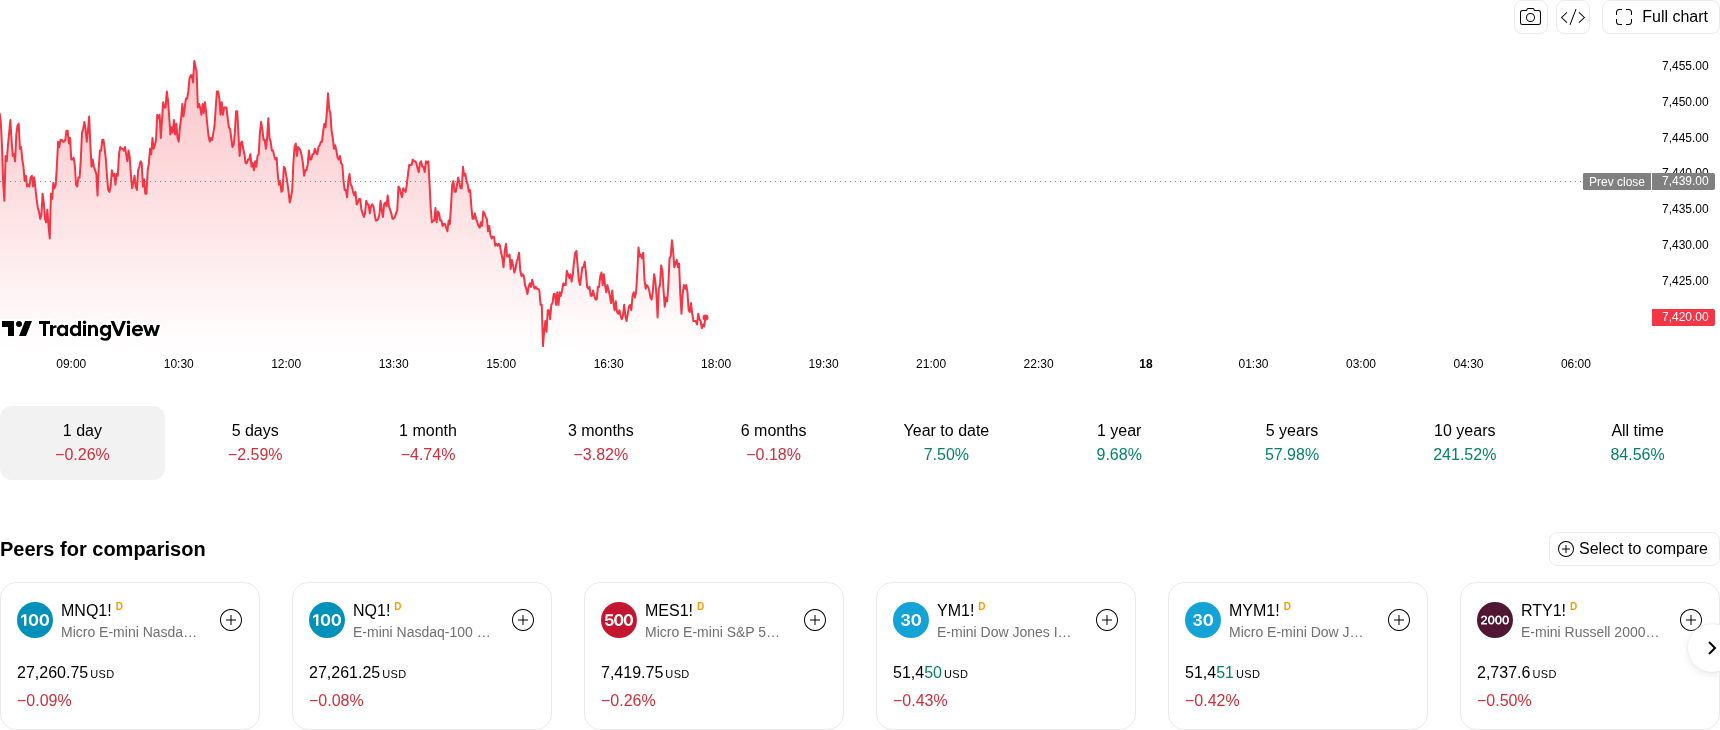 Full chart
7,455.00
7,450.00
7,445.00
7,440.00
Prev close 7,439.00
7,435.00
7,430.00
7,425.00
7,420.00
TradingView
09:00 10:30 12:00 13:30 15:00 16:30 18:00 19:30 21:00 22:30 18 01:30 03:00 04:30 06:00
1 day 5 days 1 month 3 months 6 months Year to date 1 year 5 years 10 years All time
−0.26% −2.59% −4.74% −3.82% −0.18% 7.50% 9.68% 57.98% 241.52% 84.56%
Peers for comparison
Select to compare
100 MNQ1! D
Micro E-mini Nasda…
27,260.75 USD
−0.09%
100 NQ1! D
E-mini Nasdaq-100 …
27,261.25 USD
−0.08%
500 MES1! D
Micro E-mini S&P 5…
7,419.75 USD
−0.26%
30 YM1! D
E-mini Dow Jones I…
51,450 USD
−0.43%
30 MYM1! D
Micro E-mini Dow J…
51,451 USD
−0.42%
2000 RTY1! D
E-mini Russell 2000…
2,737.6 USD
−0.50%